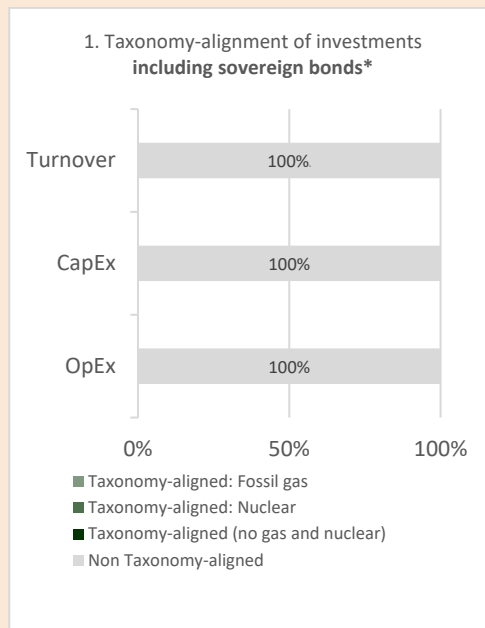 1. Taxonomy-alignment of investments
including sovereign bonds*
Turnover
100%
CapEx
100%
OpEx
100%
0%
50%
100%
Taxonomy-aligned: Fossil gas
Taxonomy-aligned: Nuclear
Taxonomy-aligned (no gas and nuclear)
Non Taxonomy-aligned